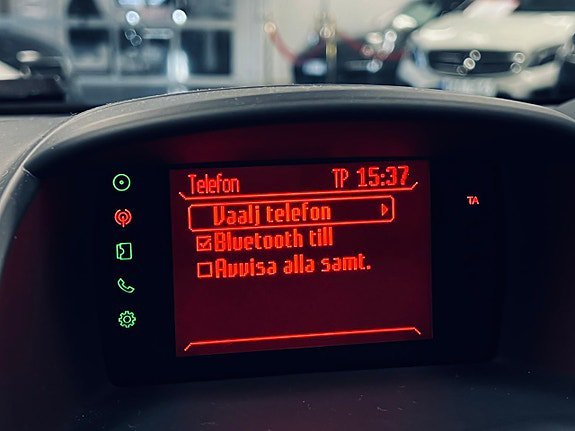 Telefon TP 15:37
TA
Vaalj telefon
Bluetooth till
Avvisa alla samt.